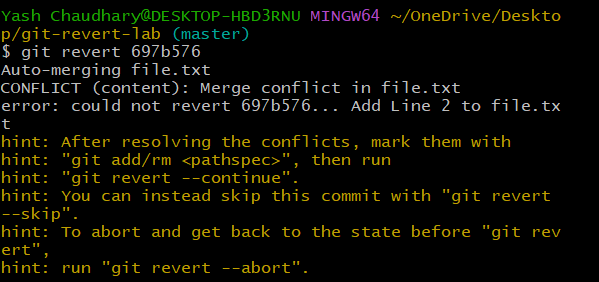 Yash Chaudhary@DESKTOP-HBD3RNU MINGW64 ~/OneDrive/Deskto
p/git-revert-lab (master)
$ git revert 697b576
Auto-merging file.txt
CONFLICT (content): Merge conflict in file.txt
error: could not revert 697b576... Add Line 2 to file.tx
t
hint: After resolving the conflicts, mark them with
hint: "git add/rm <pathspec>", then run
hint: "git revert --continue".
hint: You can instead skip this commit with "git revert
--skip".
hint: To abort and get back to the state before "git rev
ert",
hint: run "git revert --abort".